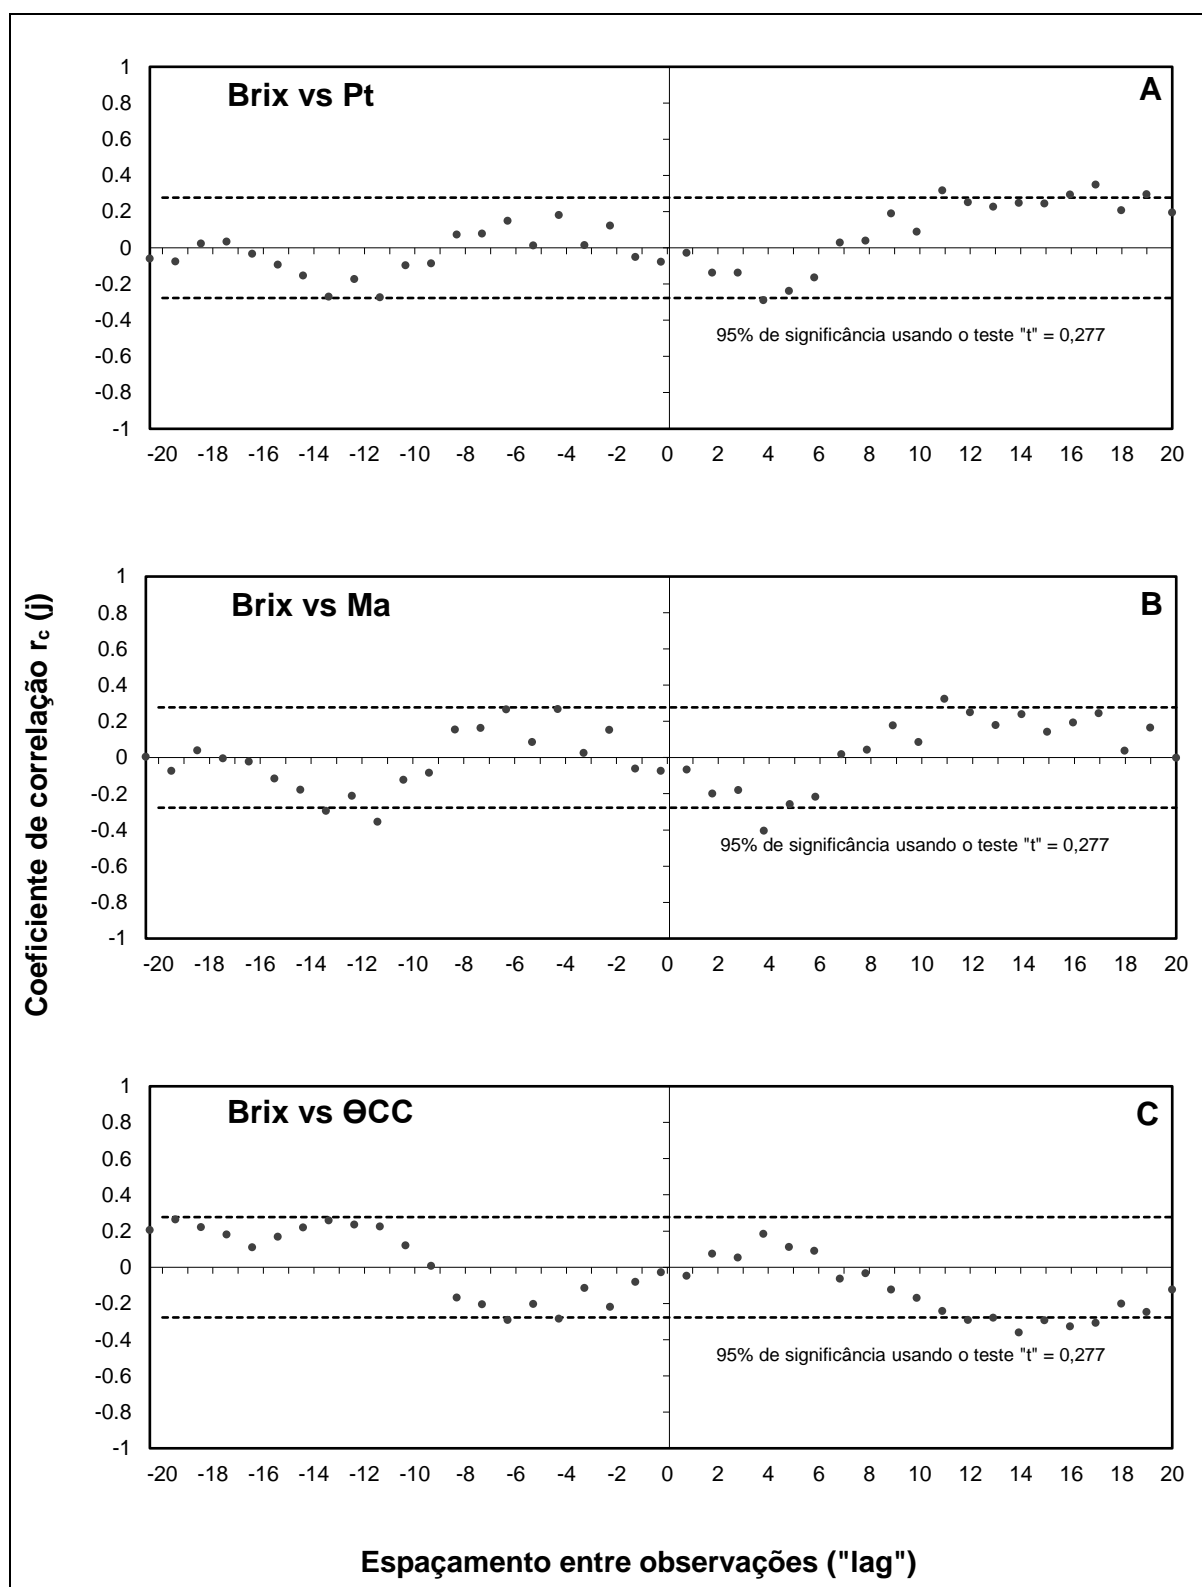 Coeficiente de correlação r꜀ (j)
Brix vs Pt
A
1
0.8
0.6
0.4
0.2
0
-0.2
-0.4
-0.6
-0.8
-1
95% de significância usando o teste "t" = 0,277
-20 -18 -16 -14 -12 -10 -8 -6 -4 -2 0 2 4 6 8 10 12 14 16 18 20
Brix vs Ma
B
1
0.8
0.6
0.4
0.2
0
-0.2
-0.4
-0.6
-0.8
-1
95% de significância usando o teste "t" = 0,277
-20 -18 -16 -14 -12 -10 -8 -6 -4 -2 0 2 4 6 8 10 12 14 16 18 20
Brix vs ϴCC
C
1
0.8
0.6
0.4
0.2
0
-0.2
-0.4
-0.6
-0.8
-1
95% de significância usando o teste "t" = 0,277
-20 -18 -16 -14 -12 -10 -8 -6 -4 -2 0 2 4 6 8 10 12 14 16 18 20
Espaçamento entre observações ("lag")